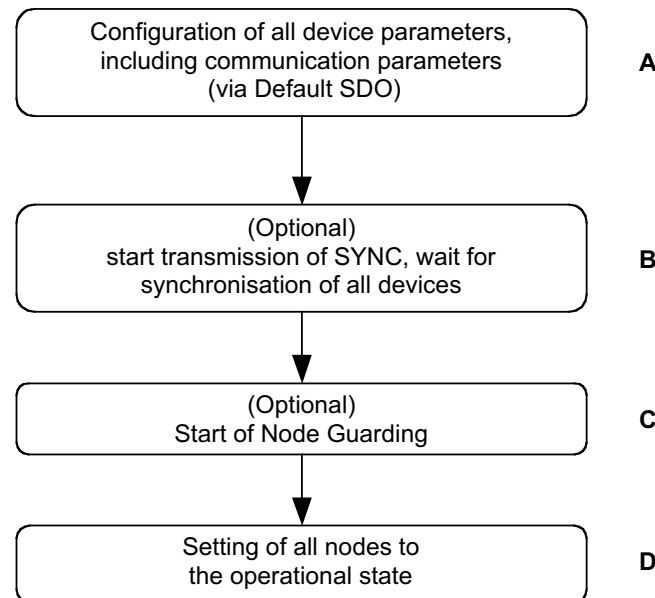 Configuration of all device parameters,
including communication parameters
(via Default SDO)
A
(Optional)
start transmission of SYNC, wait for
synchronisation of all devices
B
(Optional)
Start of Node Guarding
C
Setting of all nodes to
the operational state
D